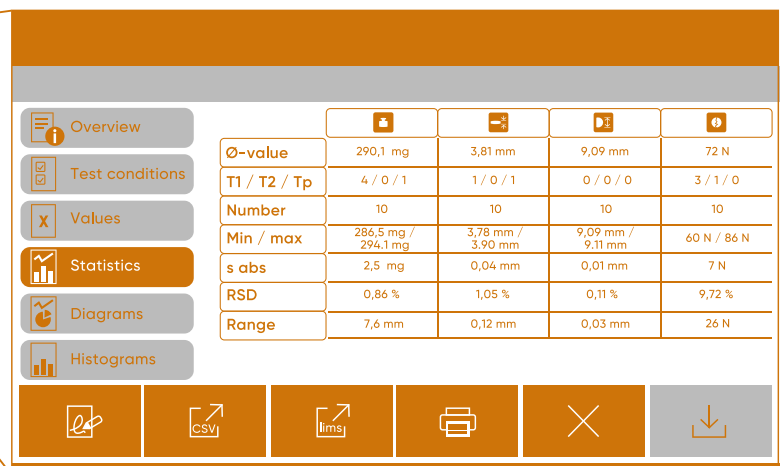 Overview
Test conditions
X Values
Statistics
Diagrams
Histograms
Ø-value 290,1 mg 3,81 mm 9,09 mm 72 N
T1 / T2 / Tp 4 / 0 / 1 1 / 0 / 1 0 / 0 / 0 3 / 1 / 0
Number 10 10 10 10
Min / max 286,5 mg / 294.1 mg 3,78 mm / 3.90 mm 9,09 mm / 9.11 mm 60 N / 86 N
s abs 2,5 mg 0,04 mm 0,01 mm 7 N
RSD 0,86 % 1,05 % 0,11 % 9,72 %
Range 7,6 mm 0,12 mm 0,03 mm 26 N
CSV
lims